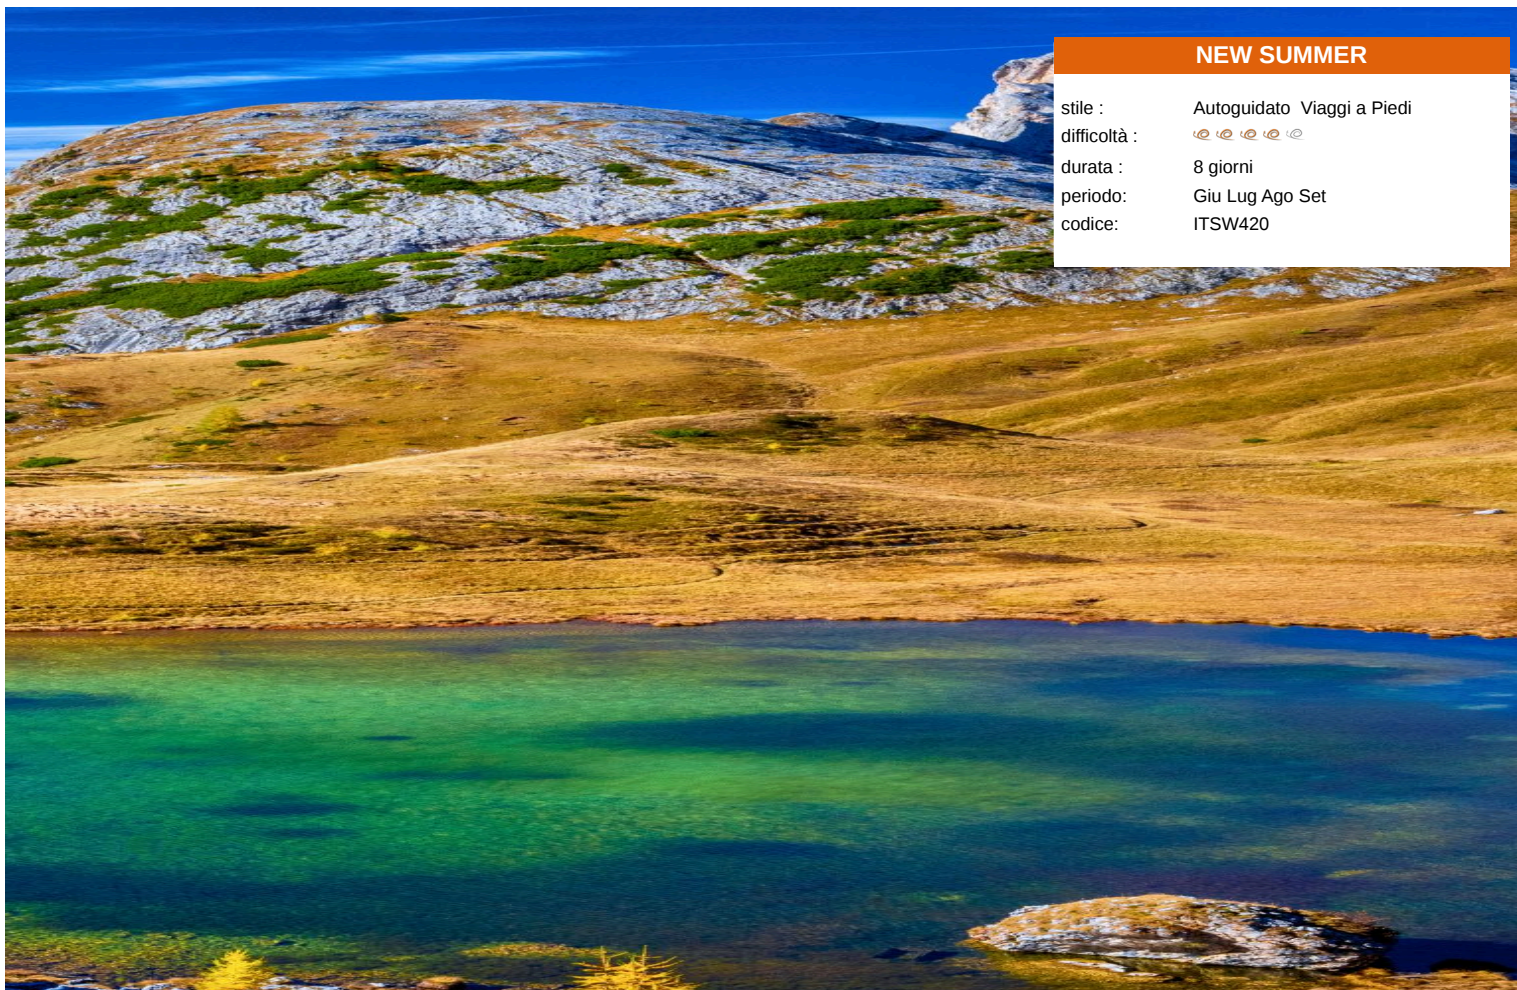 NEW SUMMER
stile : Autoguidato Viaggi a Piedi
difficoltà :
durata : 8 giorni
periodo: Giu Lug Ago Set
codice: ITSW420